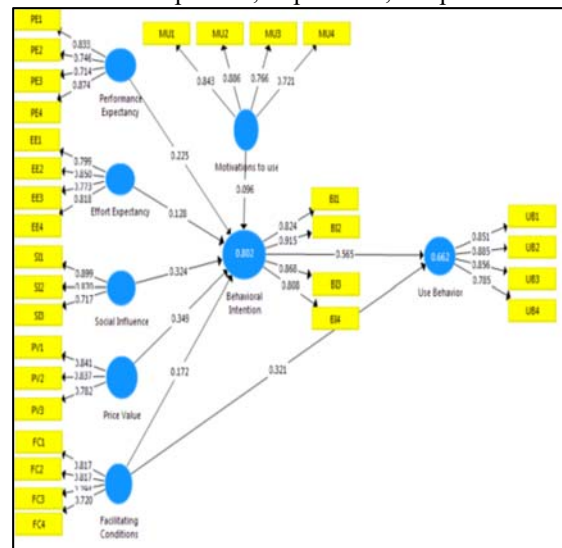 PE1
PE2
PE3
PE4
0.833
0.746
0.714
0.874
Performance
Expectancy
MU1
MU2
MU3
MU4
0.843
0.886
0.766
0.721
Motivations to use
0.096
0.225
EE1
EE2
EE3
EE4
0.799
0.850
0.773
0.818
Effort Expectancy
0.128
SI1
SI2
SI3
0.899
0.717
Social Influence
0.324
PV1
PV2
PV3
0.841
0.837
0.782
Price Value
0.349
FC1
FC2
FC3
FC4
0.817
0.817
0.720
Facilitating
Conditions
0.172
0.321
0.802
Behavioral
Intention
BI1
BI2
BI3
BI4
0.824
0.915
0.868
0.808
0.565
0.662
Use Behavior
UB1
UB2
UB3
UB4
0.851
0.885
0.856
0.785